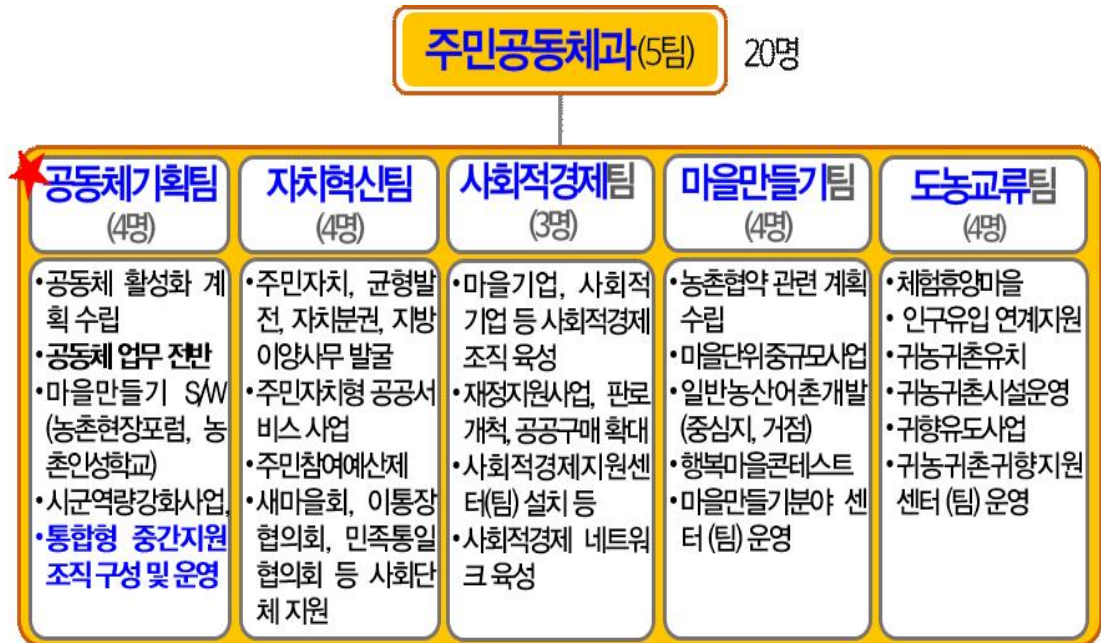 주민공동체과(5팀) 20명
공동체기획팀
(4명)
•공동체 활성화 계
획 수립
•공동체 업무 전반
•마을만들기 S/W
(농촌현장포럼, 농
촌인성학교)
•시군역량강화사업,
•통합형 중간지원
조직 구성 및 운영
자치혁신팀
(4명)
•주민자치, 균형발
전, 자치분권, 지방
이양사무 발굴
•주민자치형 공공서
비스 사업
•주민참여예산제
•새마을회, 이통장
협의회, 민족통일
협의회 등 사회단
체 지원
사회적경제팀
(3명)
•마을기업, 사회적
기업 등 사회적경제
조직 육성
•재정지원사업, 판로
개척, 공공구매 확대
•사회적경제지원센
터(팀) 설치 등
•사회적경제 네트워
크 육성
마을만들기팀
(4명)
•농촌협약 관련 계획
수립
•마을단위중규모사업
•일반농산어촌개발
(중심지, 거점)
•행복마을콘테스트
•마을만들기분야 센
터 (팀) 운영
도농교류팀
(4명)
•체험휴양마을
• 인구유입 연계지원
•귀농귀촌유치
•귀농귀촌시설운영
•귀향유도사업
•귀농귀촌귀향지원
센터 (팀) 운영